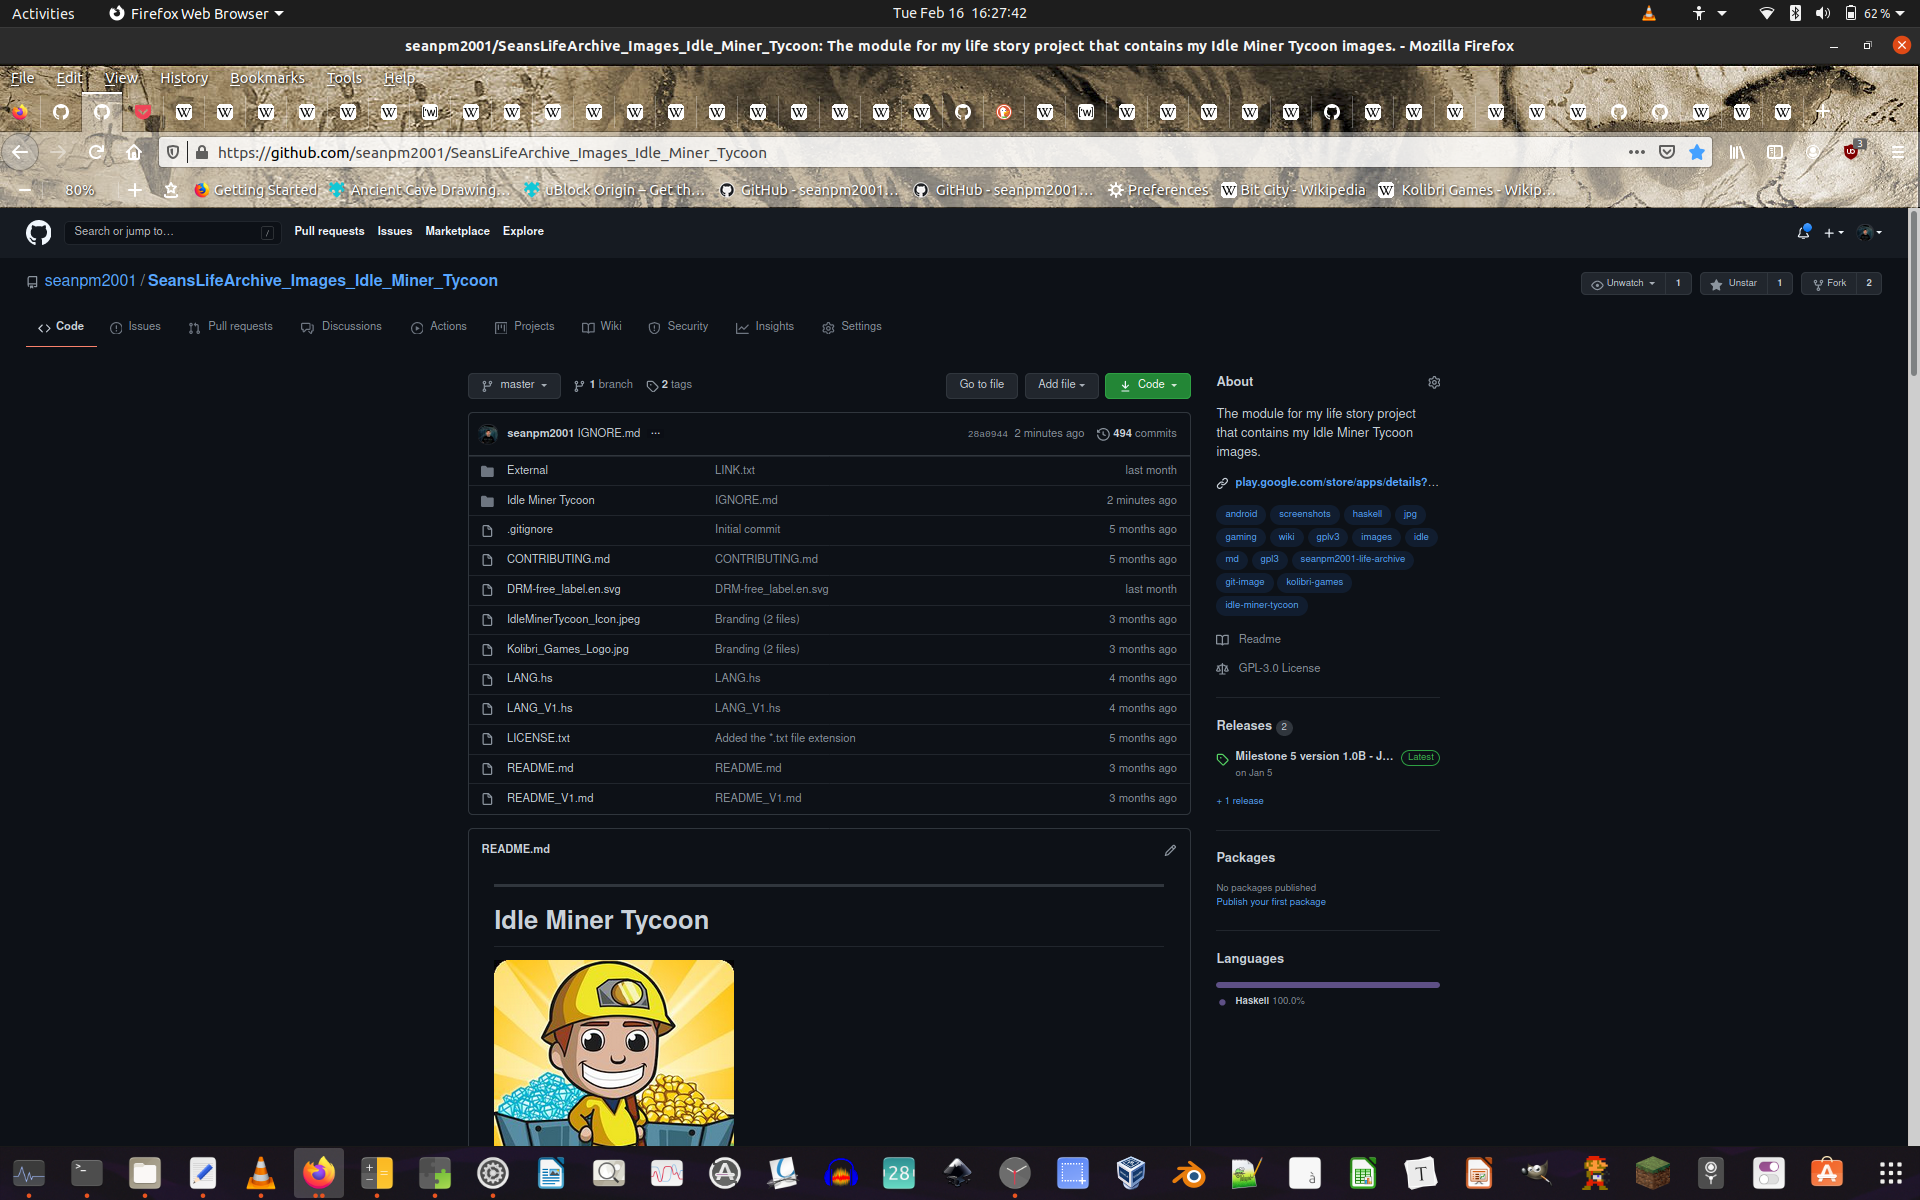 Activities Firefox Web Browser Tue Feb 16 16:27:42 62 %
seanpm2001/SeansLifeArchive_Images_Idle_Miner_Tycoon: The module for my life story project that contains my Idle Miner Tycoon images. - Mozilla Firefox
File Edit View History Bookmarks Tools Help
https://github.com/seanpm2001/SeansLifeArchive_Images_Idle_Miner_Tycoon 3
80% Getting Started Ancient Cave Drawing… uBlock Origin – Get th… GitHub - seanpm2001… GitHub - seanpm2001… Preferences Bit City - Wikipedia Kolibri Games - Wikip…
Search or jump to… / Pull requests Issues Marketplace Explore
seanpm2001 / SeansLifeArchive_Images_Idle_Miner_Tycoon Unwatch 1 Unstar 1 Fork 2
Code Issues Pull requests Discussions Actions Projects Wiki Security Insights Settings
master 1 branch 2 tags Go to file Add file Code
seanpm2001 IGNORE.md ... 28a0944 2 minutes ago 494 commits
External LINK.txt last month
Idle Miner Tycoon IGNORE.md 2 minutes ago
.gitignore Initial commit 5 months ago
CONTRIBUTING.md CONTRIBUTING.md 5 months ago
DRM-free_label.en.svg DRM-free_label.en.svg last month
IdleMinerTycoon_Icon.jpeg Branding (2 files) 3 months ago
Kolibri_Games_Logo.jpg Branding (2 files) 3 months ago
LANG.hs LANG.hs 4 months ago
LANG_V1.hs LANG_V1.hs 4 months ago
LICENSE.txt Added the *.txt file extension 5 months ago
README.md README.md 3 months ago
README_V1.md README_V1.md 3 months ago
README.md
Idle Miner Tycoon
About
The module for my life story project
that contains my Idle Miner Tycoon
images.
play.google.com/store/apps/details?…
android screenshots haskell jpg
gaming wiki gplv3 images idle
md gpl3 seanpm2001-life-archive
git-image kolibri-games
idle-miner-tycoon
Readme
GPL-3.0 License
Releases 2
Milestone 5 version 1.0B - J… Latest
on Jan 5
+ 1 release
Packages
No packages published
Publish your first package
Languages
Haskell 100.0%
28